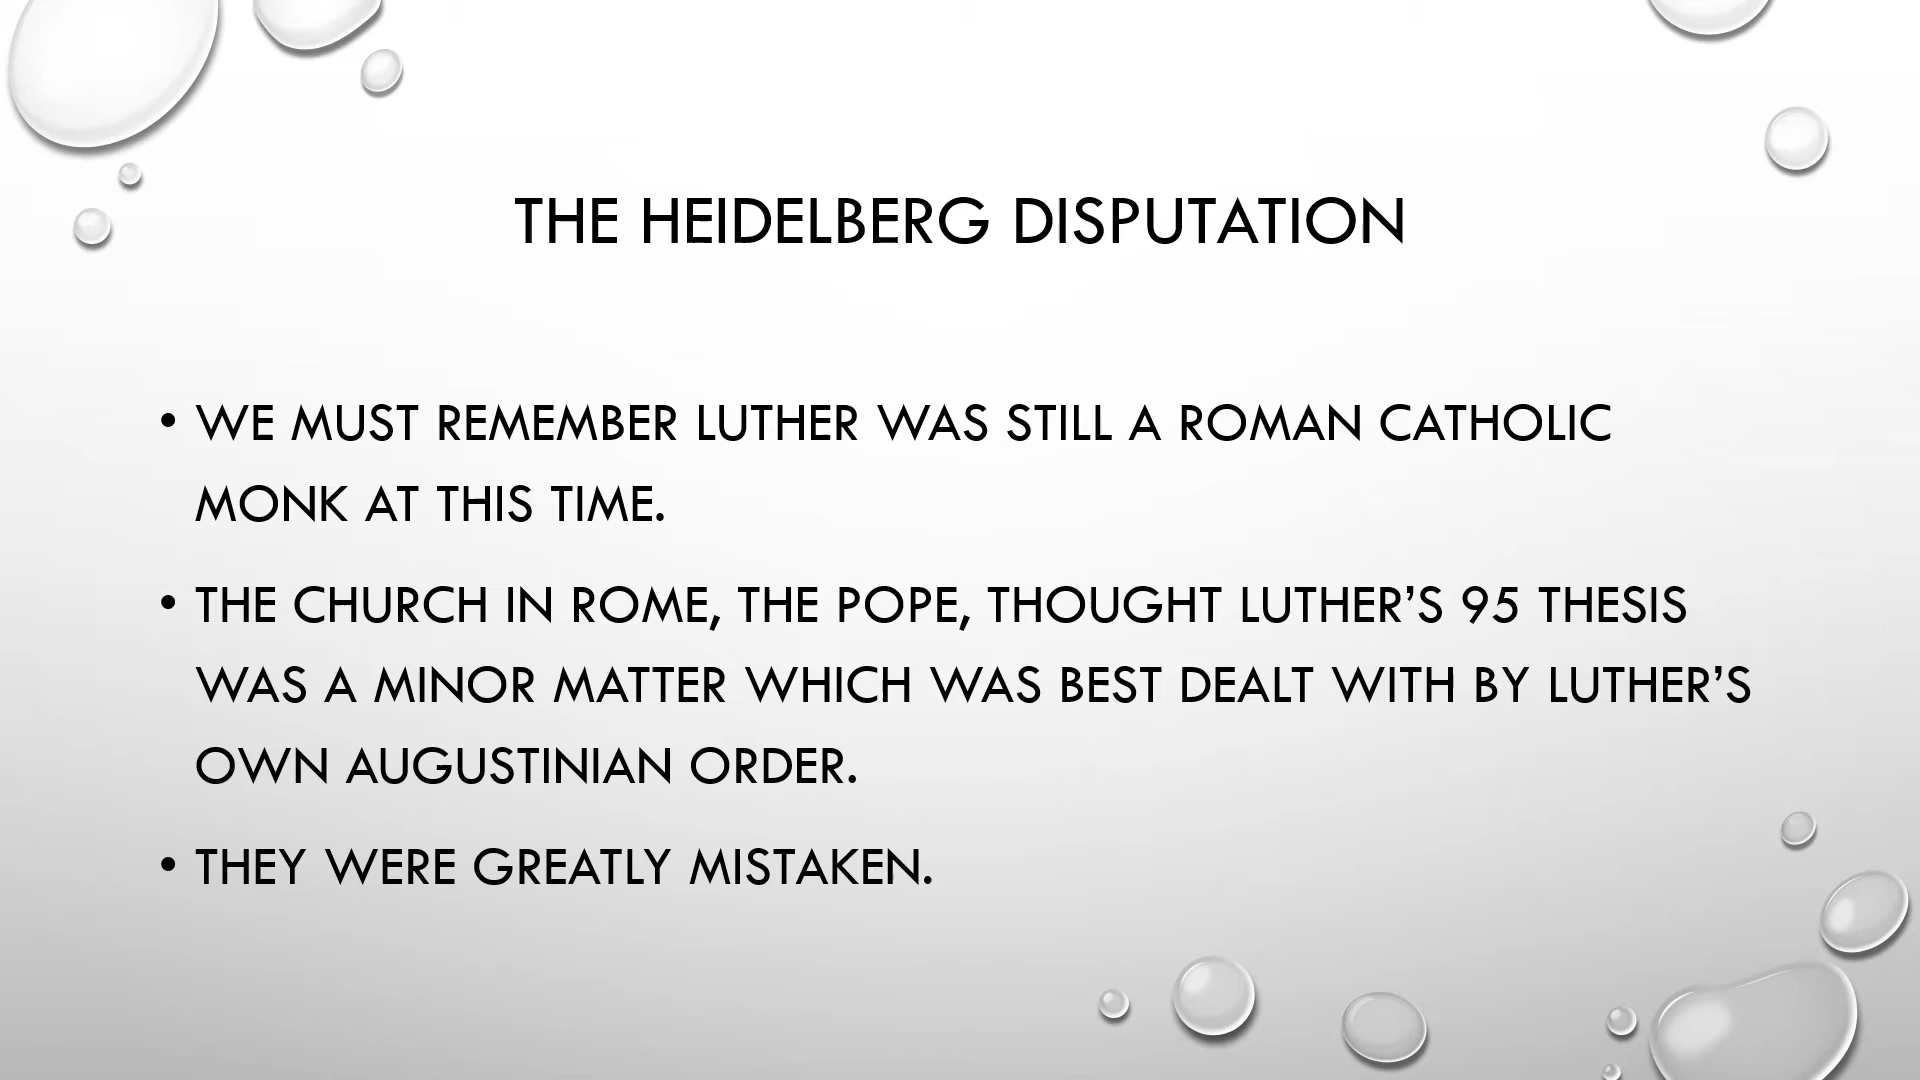 THE HEIDELBERG DISPUTATION
• WE MUST REMEMBER LUTHER WAS STILL A ROMAN CATHOLIC
MONK AT THIS TIME.
• THE CHURCH IN ROME, THE POPE, THOUGHT LUTHER’S 95 THESIS
WAS A MINOR MATTER WHICH WAS BEST DEALT WITH BY LUTHER’S
OWN AUGUSTINIAN ORDER.
• THEY WERE GREATLY MISTAKEN.